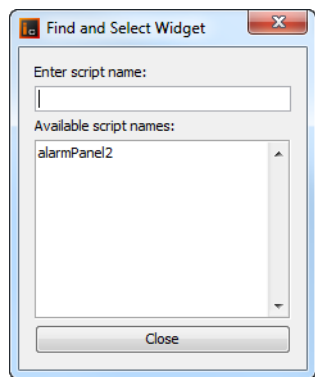 Find and Select Widget
Enter script name:
Available script names:
alarmPanel2
Close